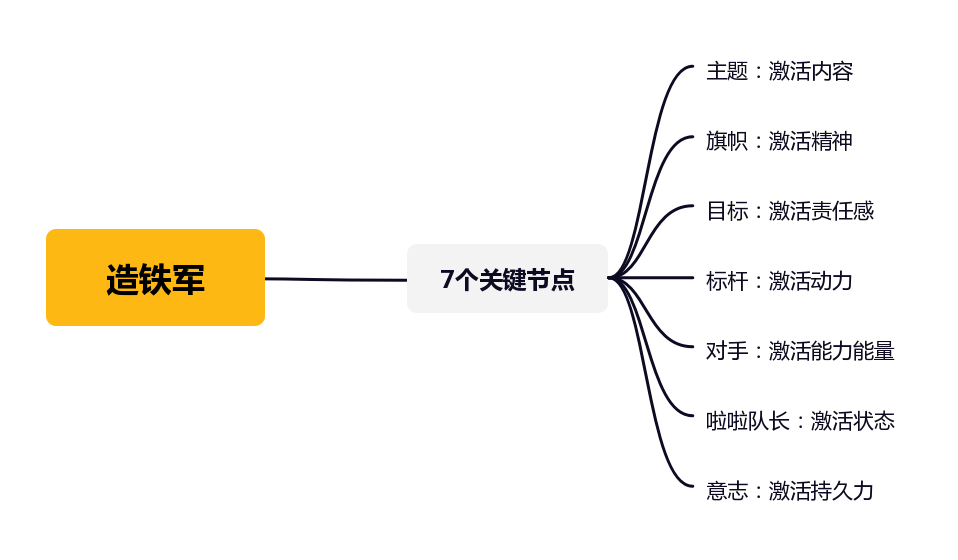 造铁军
7个关键节点
主题：激活内容
旗帜：激活精神
目标：激活责任感
标杆：激活动力
对手：激活能力能量
啦啦队长：激活状态
意志：激活持久力